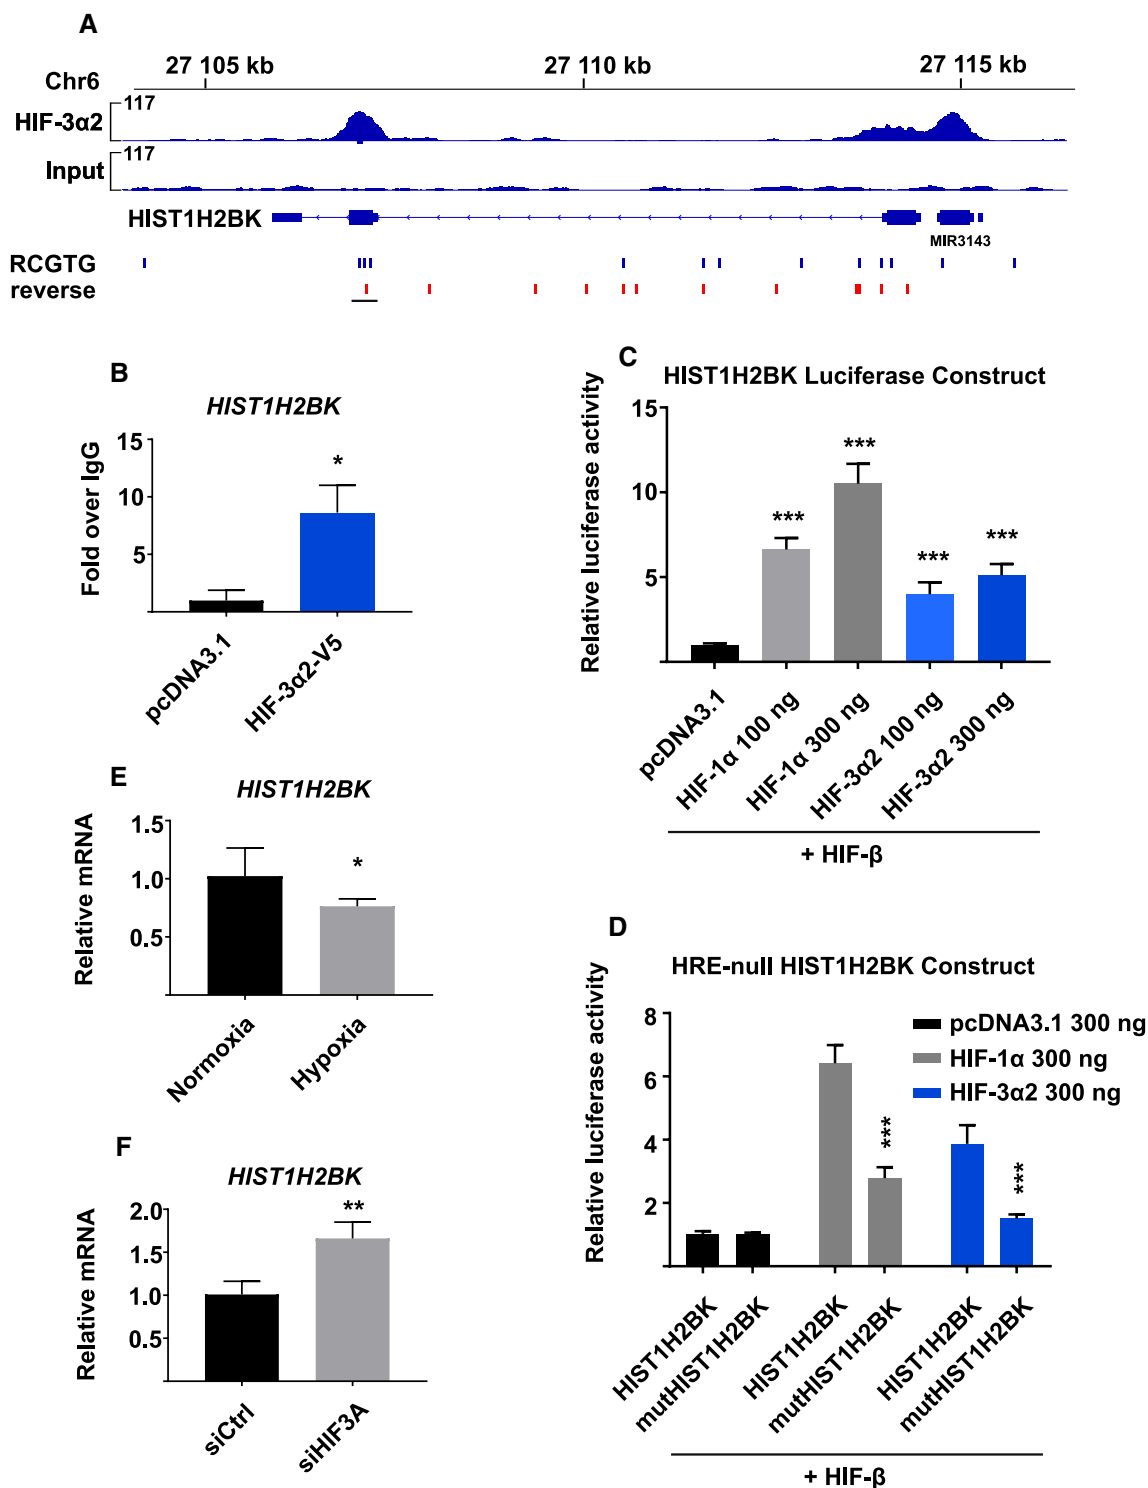 A
27 105 kb 27 110 kb 27 115 kb
Chr6
117
HIF-3α2
117
Input
HIST1H2BK
MIR3143
RCGTG
reverse
B
HIST1H2BK
Fold over IgG
15
10
5
*
pcDNA3.1 HIF-3α2-V5
C
HIST1H2BK Luciferase Construct
Relative luciferase activity
15
10
5
*** *** *** ***
pcDNA3.1 HIF-1α 100 ng HIF-1α 300 ng HIF-3α2 100 ng HIF-3α2 300 ng
+ HIF-β
E
HIST1H2BK
Relative mRNA
1.5
1.0
0.5
*
Normoxia Hypoxia
D
HRE-null HIST1H2BK Construct
Relative luciferase activity
8
6
4
2
pcDNA3.1 300 ng
HIF-1α 300 ng
HIF-3α2 300 ng
*** ***
HIST1H2BK mutHIST1H2BK HIST1H2BK mutHIST1H2BK HIST1H2BK mutHIST1H2BK
+ HIF-β
F
HIST1H2BK
Relative mRNA
2.0
1.5
1.0
0.5
**
siCtrl siHIF3A